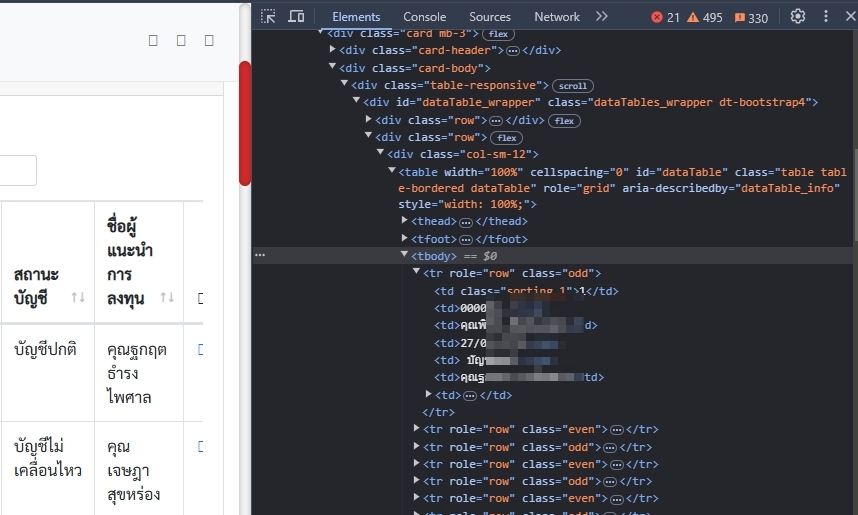 Elements Console Sources Network 21 495 330
<div class="card mb-3"> flex
<div class="card-header"> </div>
<div class="card-body">
<div class="table-responsive"> scroll
<div id="dataTable_wrapper" class="dataTables_wrapper dt-bootstrap4">
<div class="row"> </div> flex
<div class="row"> flex
<div class="col-sm-12">
<table width="100%" cellspacing="0" id="dataTable" class="table tabl
e-bordered dataTable" role="grid" aria-describedby="dataTable_info"
style="width: 100%;">
<thead> </thead>
<tfoot> </tfoot>
<tbody> == $0
<tr role="row" class="odd">
<td class="sorting_1">1</td>
<td>0000
<td>คุณพิ d>
<td>27/0
<td> บัญ
<td>คุณฐ td>
<td> </td>
</tr>
<tr role="row" class="even"> </tr>
<tr role="row" class="odd"> </tr>
<tr role="row" class="even"> </tr>
<tr role="row" class="odd"> </tr>
<tr role="row" class="even"> </tr>
<tr role="row" class="odd"> </tr>
สถานะ
บัญชี
ชื่อผู้
แนะนำ
การ
ลงทุน
บัญชีปกติ
คุณฐกฤต
ธำรง
ไพศาล
บัญชีไม่
เคลื่อนไหว
คุณ
เจษฎา
สุขหร่อง